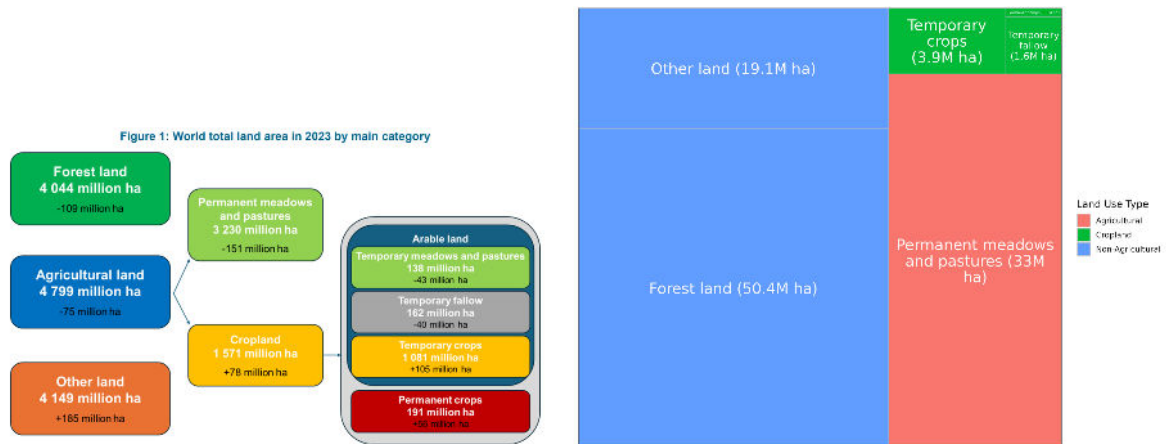 Figure 1: World total land area in 2023 by main category
Forest land
4 044 million ha
-109 million ha
Agricultural land
4 799 million ha
-75 million ha
Other land
4 149 million ha
+185 million ha
Permanent meadows
and pastures
3 230 million ha
-151 million ha
Cropland
1 571 million ha
+78 million ha
Arable land
Temporary meadows and pastures
138 million ha
-43 million ha
Temporary fallow
162 million ha
-40 million ha
Temporary crops
1 081 million ha
+105 million ha
Permanent crops
191 million ha
million ha
Other land (19.1M ha)
Forest land (50.4M ha)
Temporary
crops
(3.9M ha)
Temporary
fallow
(1.6M ha)
Permanent meadows
and pastures (33M
ha)
Land Use Type
Agricultural
Cropland
Non-Agricultural